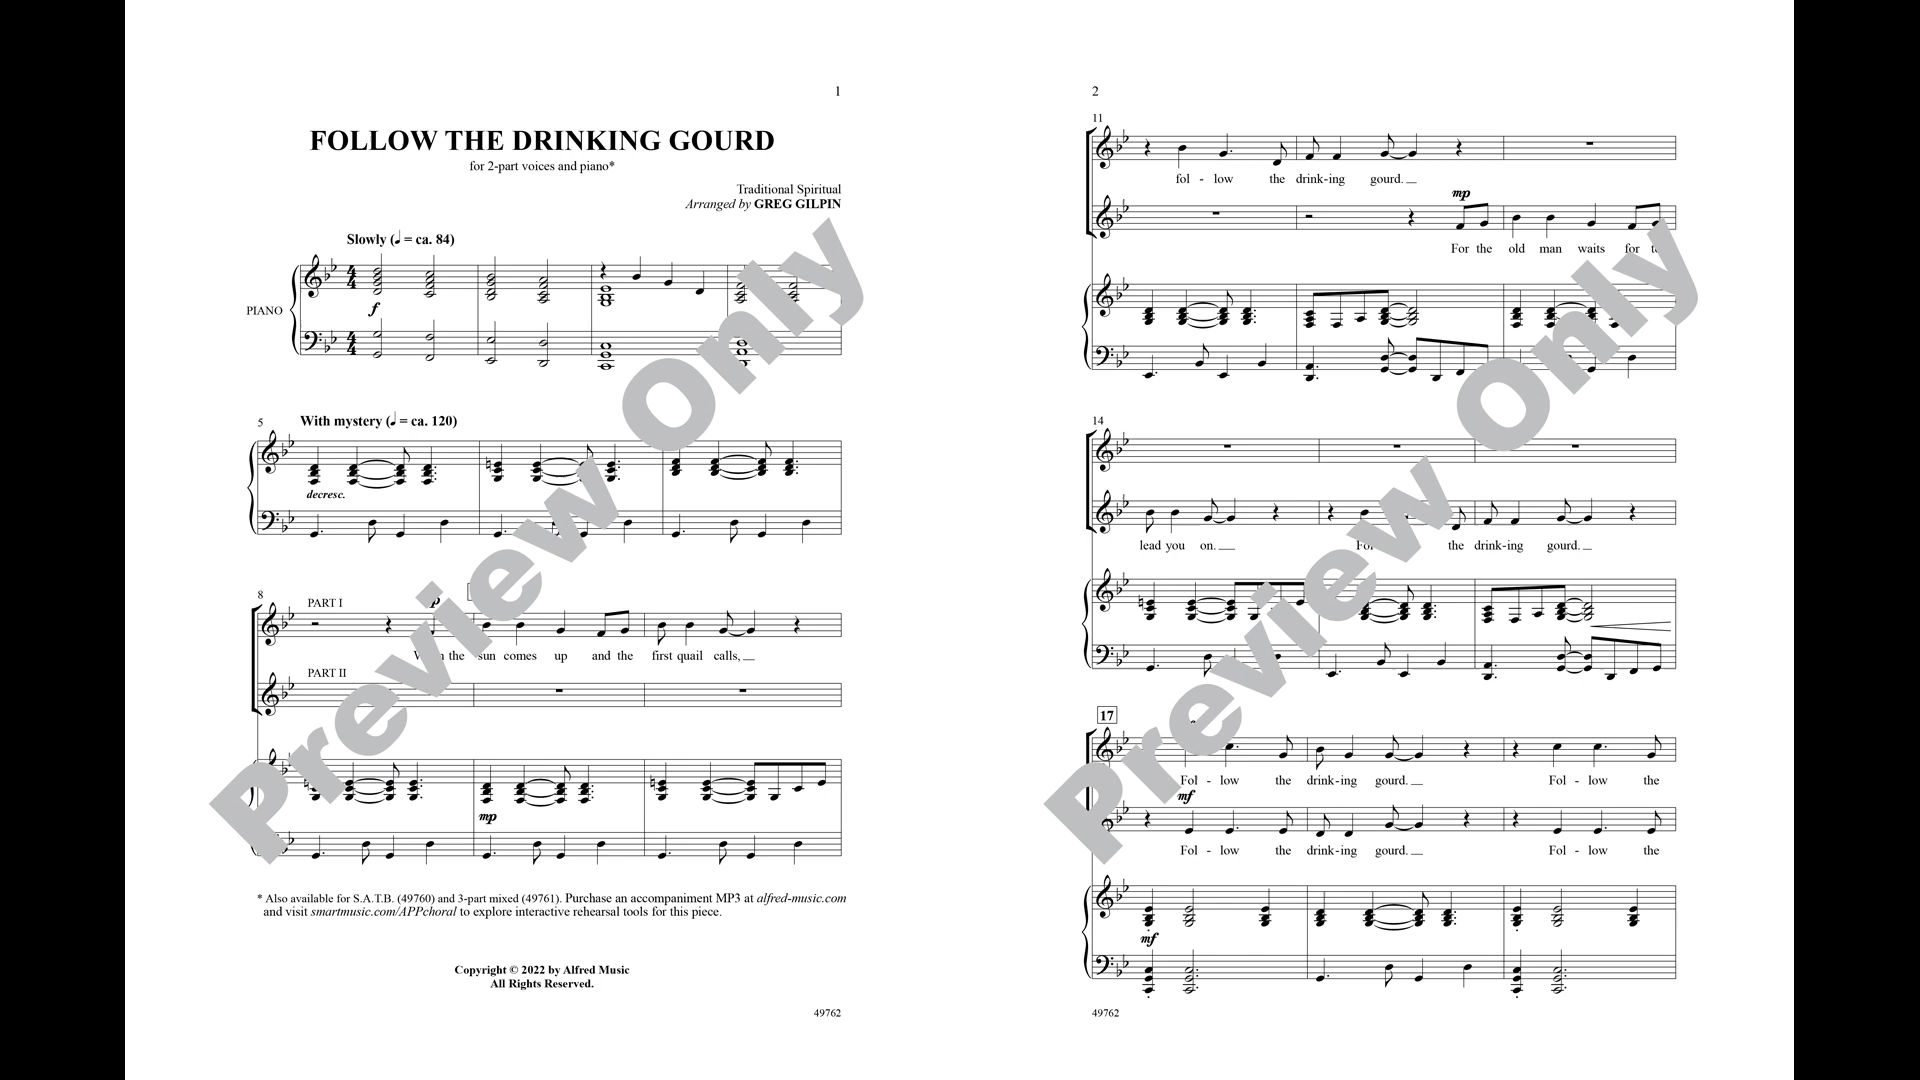 1
FOLLOW THE DRINKING GOURD
for 2-part voices and piano*
Traditional Spiritual
Arranged by GREG GILPIN
Slowly (♩ = ca. 84)
PIANO
f
5
With mystery (♩ = ca. 120)
decresc.
8
PART I
the sun comes up and the first quail calls,
PART II
mp
* Also available for S.A.T.B. (49760) and 3-part mixed (49761). Purchase an accompaniment MP3 at alfred-music.com
and visit smartmusic.com/APPchoral to explore interactive rehearsal tools for this piece.
Copyright © 2022 by Alfred Music
All Rights Reserved.
49762
2
11
fol - low the drink-ing gourd.
mp
For the old man waits for
14
lead you on. the drink-ing gourd.
17
Fol - low the drink-ing gourd. Fol - low the
mf
Fol - low the drink-ing gourd. Fol - low the
mf
49762
Preview Only
Preview Only